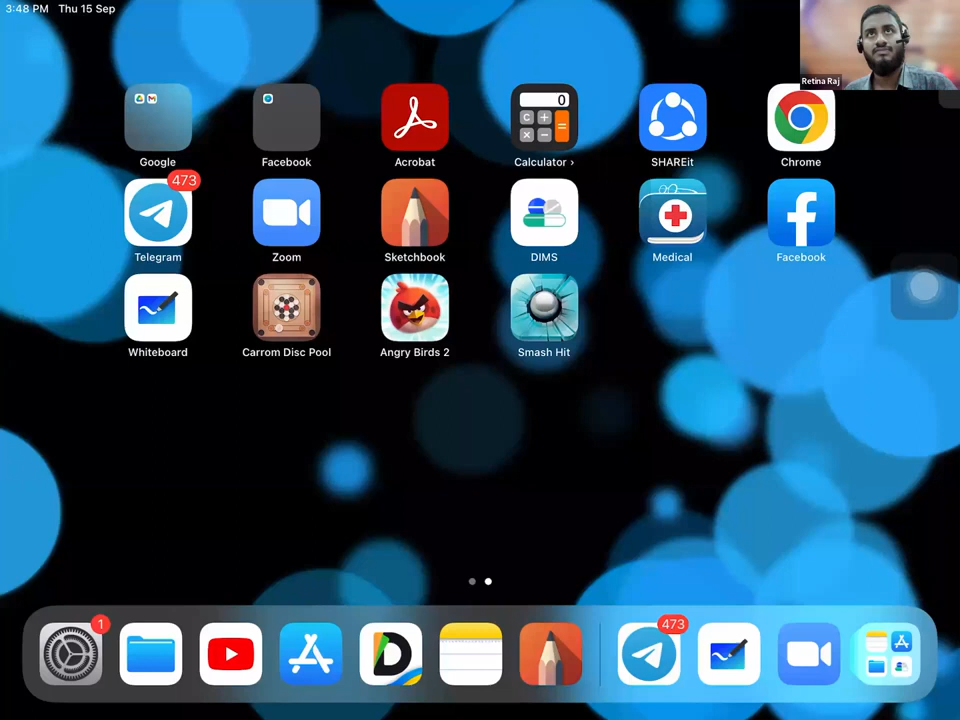 3:48 PM Thu 15 Sep
Retina Raj
Google
Facebook
Acrobat
0
C +
× − =
Calculator ›
SHAREit
Chrome
473
Telegram
Zoom
Sketchbook
DIMS
Medical
Facebook
Whiteboard
Carrom Disc Pool
Angry Birds 2
Smash Hit
1
473